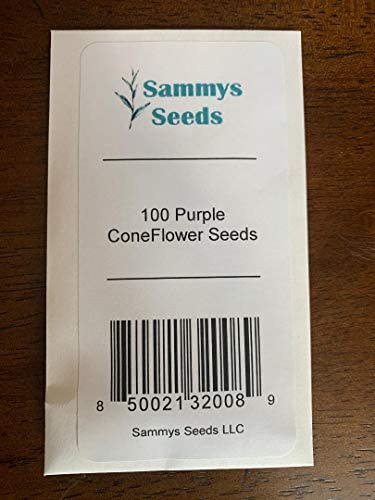 Sammys
Seeds
100 Purple
ConeFlower Seeds
8 50021 32008 9
Sammys Seeds LLC